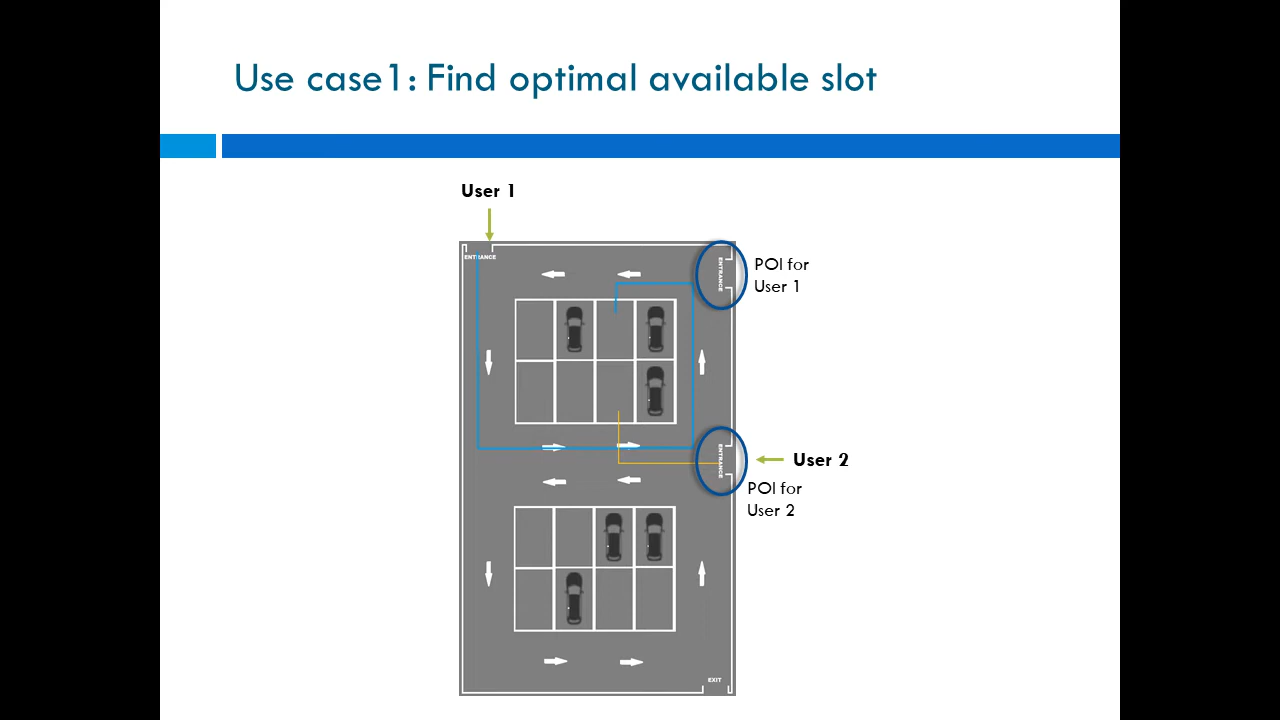 Use case1: Find optimal available slot
User 1
ENTRANCE
ENTRANCE
POI for
User 1
ENTRANCE
User 2
POI for
User 2
EXIT